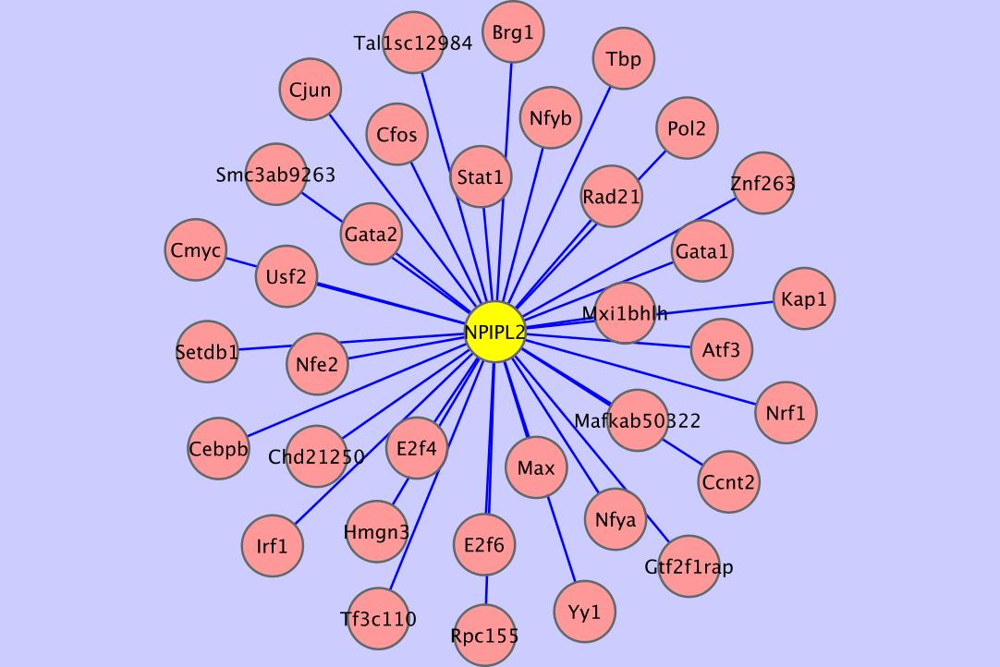 Brg1
Tal1sc12984
Tbp
Cjun
Nfyb
Pol2
Cfos
Smc3ab9263
Stat1
Znf263
Rad21
Gata2
Cmyc
Gata1
Usf2
Kap1
Mxi1bhlh
NPIPL2
Atf3
Setdb1
Nfe2
Nrf1
Mafkab50322
Cebpb
E2f4
Chd21250
Max
Ccnt2
Nfya
Hmgn3
E2f6
Irf1
Gtf2f1rap
Yy1
Tf3c110
Rpc155